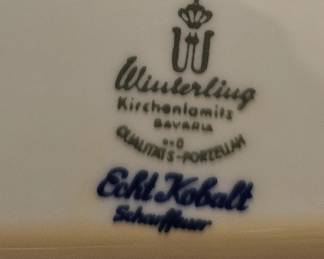 Winterling
Kirchenlamitz
BAVARIA
QUALITÄTS-PORZELLAN
Echt Kobalt
Scharffeuer